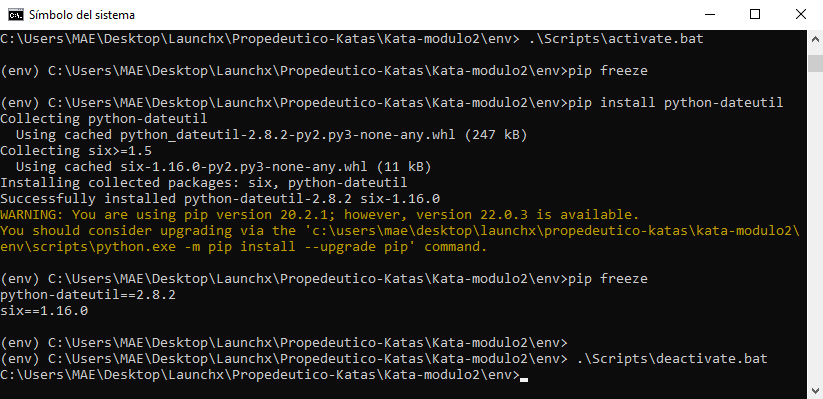 Símbolo del sistema
C:\Users\MAE\Desktop\Launchx\Propedeutico-Katas\Kata-modulo2\env> .\Scripts\activate.bat
(env) C:\Users\MAE\Desktop\Launchx\Propedeutico-Katas\Kata-modulo2\env>pip freeze
(env) C:\Users\MAE\Desktop\Launchx\Propedeutico-Katas\Kata-modulo2\env>pip install python-dateutil
Collecting python-dateutil
  Using cached python_dateutil-2.8.2-py2.py3-none-any.whl (247 kB)
Collecting six>=1.5
  Using cached six-1.16.0-py2.py3-none-any.whl (11 kB)
Installing collected packages: six, python-dateutil
Successfully installed python-dateutil-2.8.2 six-1.16.0
WARNING: You are using pip version 20.2.1; however, version 22.0.3 is available.
You should consider upgrading via the 'c:\users\mae\desktop\launchx\propedeutico-katas\kata-modulo2\
env\scripts\python.exe -m pip install --upgrade pip' command.
(env) C:\Users\MAE\Desktop\Launchx\Propedeutico-Katas\Kata-modulo2\env>pip freeze
python-dateutil==2.8.2
six==1.16.0
(env) C:\Users\MAE\Desktop\Launchx\Propedeutico-Katas\Kata-modulo2\env>
(env) C:\Users\MAE\Desktop\Launchx\Propedeutico-Katas\Kata-modulo2\env> .\Scripts\deactivate.bat
C:\Users\MAE\Desktop\Launchx\Propedeutico-Katas\Kata-modulo2\env>